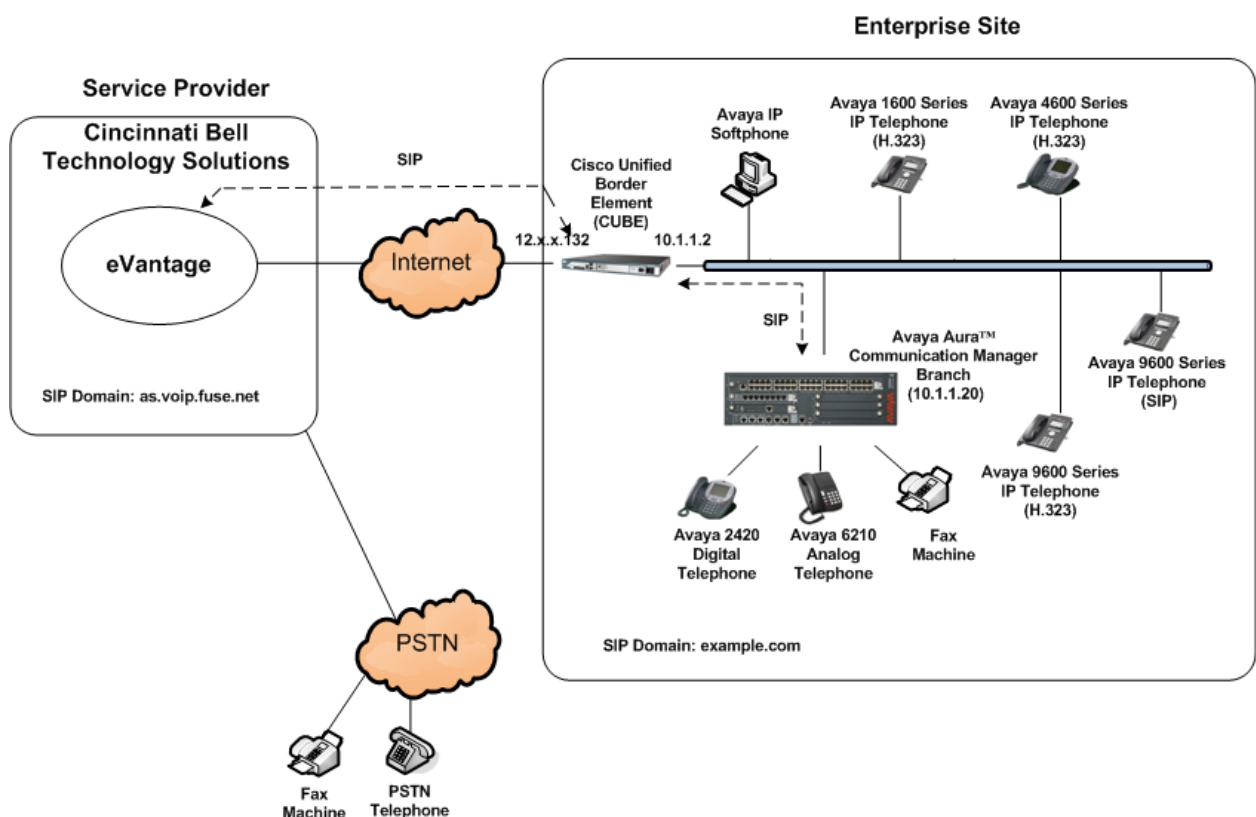 Enterprise Site
Service Provider
Cincinnati Bell
Technology Solutions
eVantage
SIP Domain: as.voip.fuse.net
SIP
Internet
12.x.x.132
Cisco Unified
Border
Element
(CUBE)
10.1.1.2
Avaya IP
Softphone
Avaya 1600 Series
IP Telephone
(H.323)
Avaya 4600 Series
IP Telephone
(H.323)
SIP
Avaya Aura™
Communication Manager
Branch
(10.1.1.20)
Avaya 9600 Series
IP Telephone
(SIP)
Avaya 9600 Series
IP Telephone
(H.323)
Avaya 2420
Digital
Telephone
Avaya 6210
Analog
Telephone
Fax
Machine
SIP Domain: example.com
PSTN
Fax
Machine
PSTN
Telephone